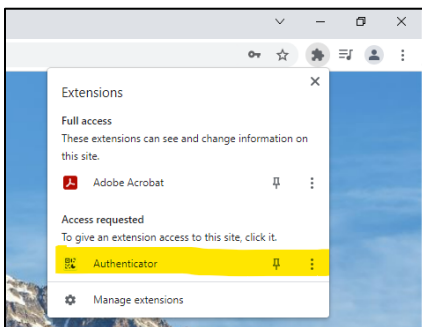 Extensions
Full access
These extensions can see and change information on
this site.
Adobe Acrobat
Access requested
To give an extension access to this site, click it.
Authenticator
Manage extensions